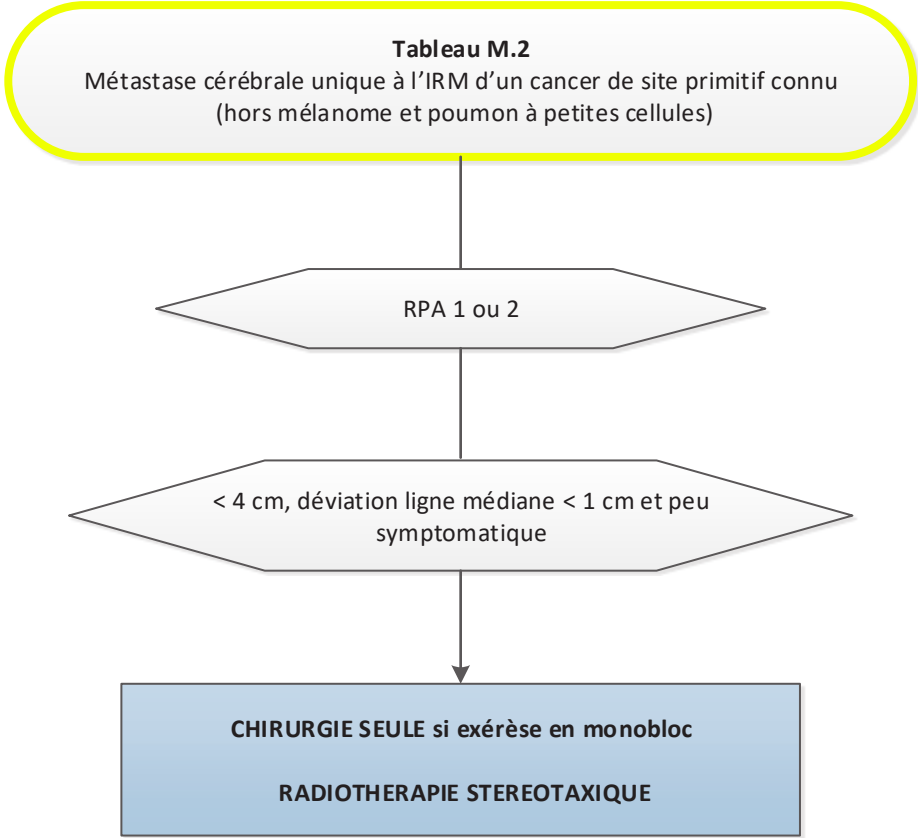 Tableau M.2
Métastase cérébrale unique à l’IRM d’un cancer de site primitif connu
(hors mélanome et poumon à petites cellules)
RPA 1 ou 2
< 4 cm, déviation ligne médiane < 1 cm et peu
symptomatique
CHIRURGIE SEULE si exérèse en monobloc
RADIOTHERAPIE STEREOTAXIQUE